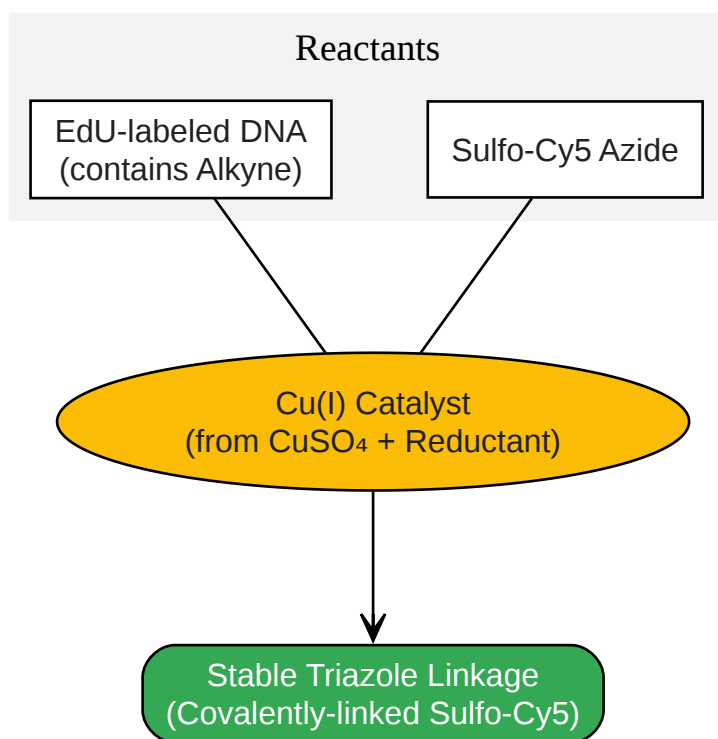 Reactants
EdU-labeled DNA
(contains Alkyne)
Sulfo-Cy5 Azide
Cu(I) Catalyst
(from CuSO₄ + Reductant)
Stable Triazole Linkage
(Covalently-linked Sulfo-Cy5)